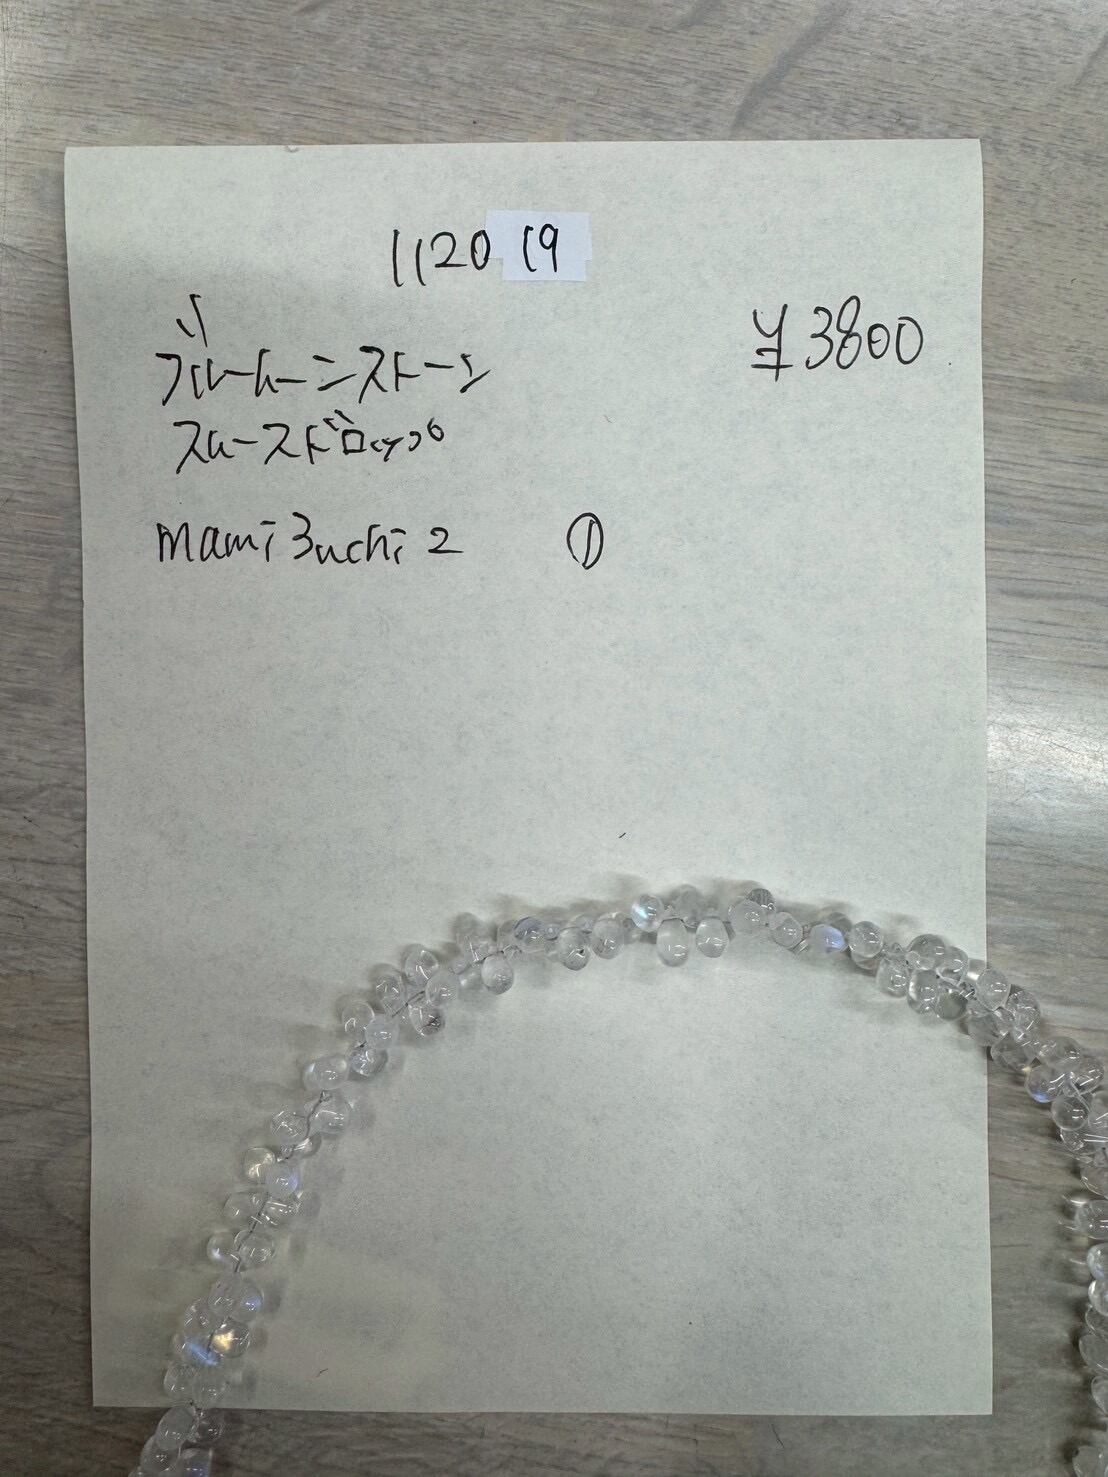 1120 19
¥3800
ブルームーンストーン
スムースドロップ
mami3uchi2 ①